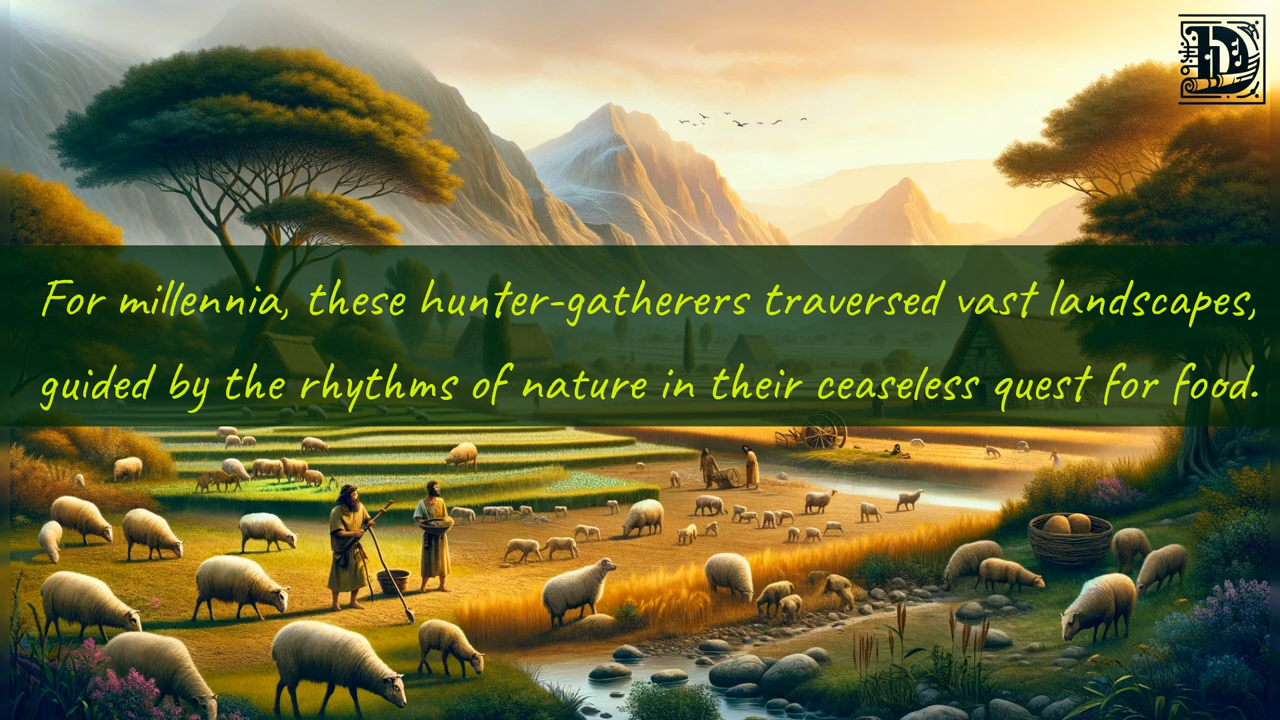 For millennia, these hunter-gatherers traversed vast landscapes,
guided by the rhythms of nature in their ceaseless quest for food.